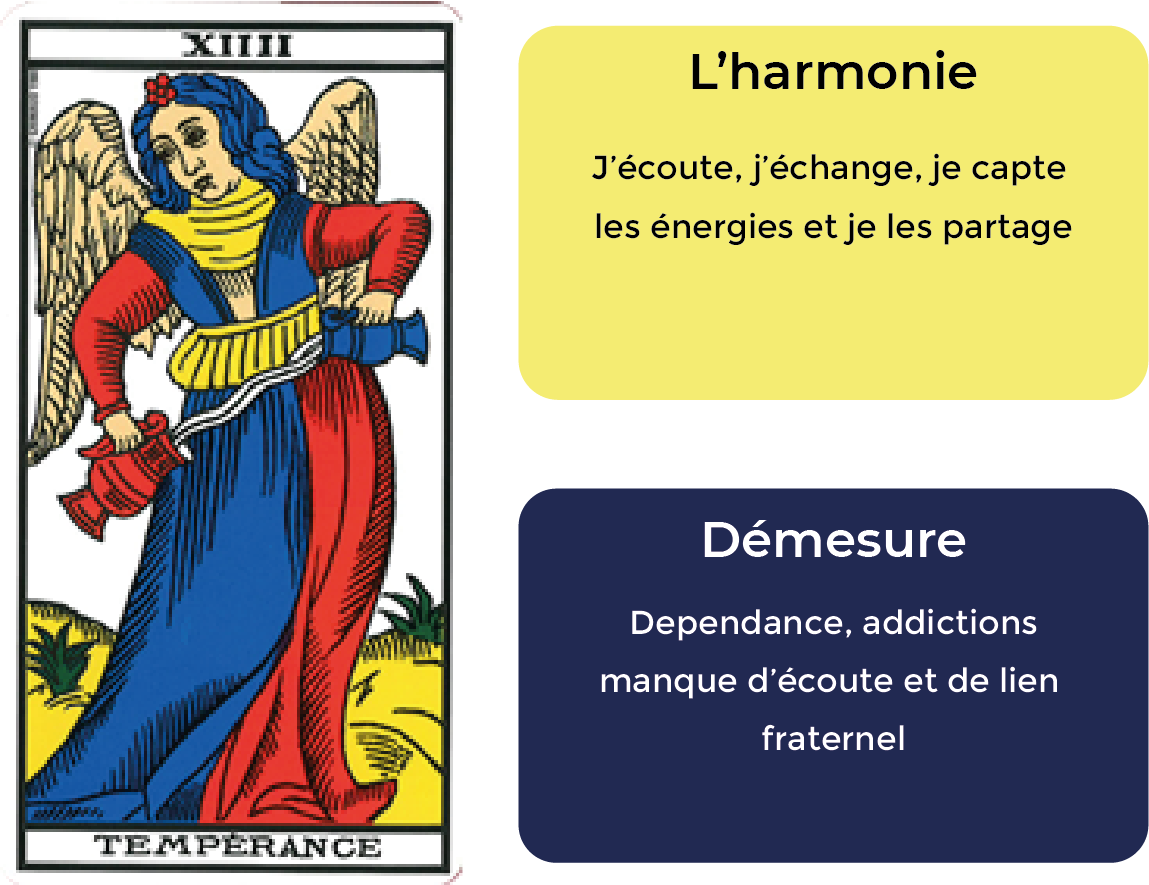 XIIII
L’harmonie
J’écoute, j’échange, je capte
les énergies et je les partage
Démesure
Dependance, addictions
manque d’écoute et de lien
fraternel
TEMPÉRANCE